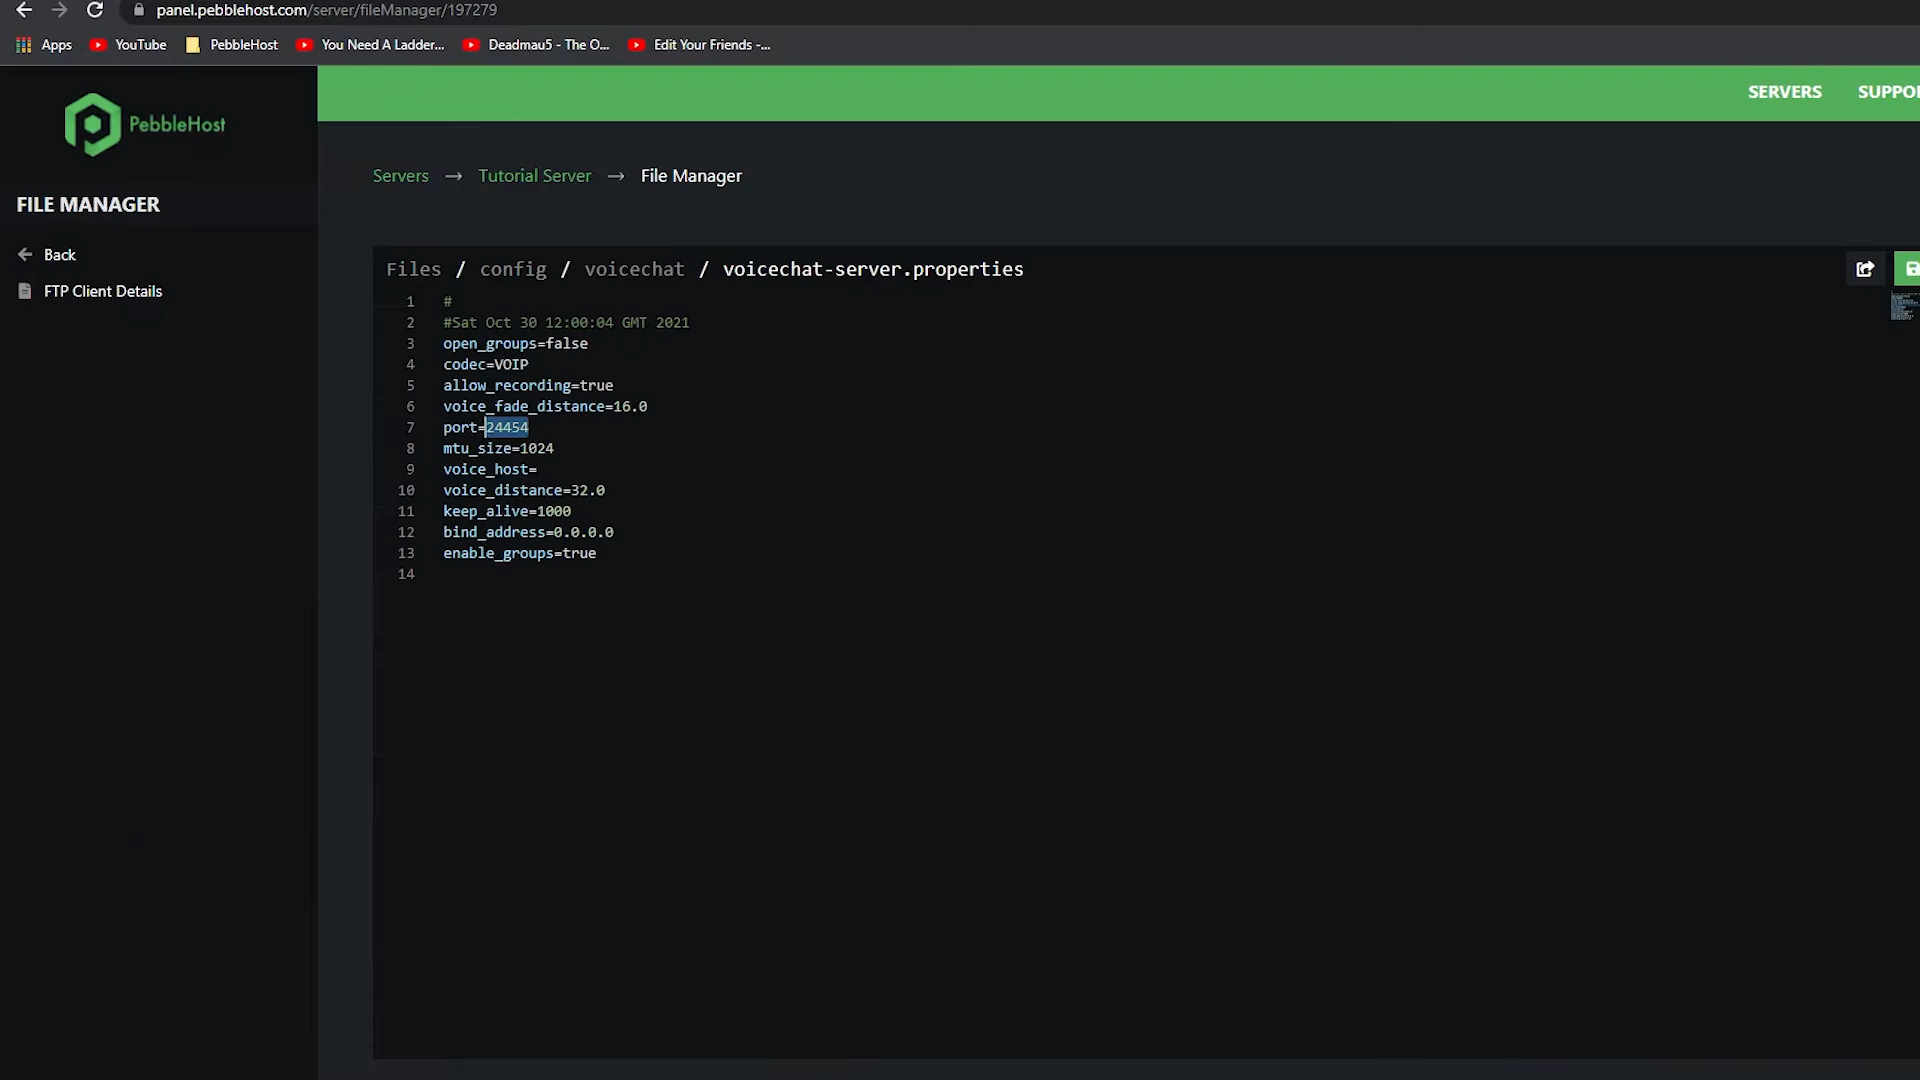 panel.pebblehost.com/server/fileManager/197279
Apps YouTube PebbleHost You Need A Ladder... Deadmau5 - The O... Edit Your Friends -...
PebbleHost
SERVERS SUPPO
Servers → Tutorial Server → File Manager
FILE MANAGER
Back
FTP Client Details
Files / config / voicechat / voicechat-server.properties
1 #
2 #Sat Oct 30 12:00:04 GMT 2021
3 open_groups=false
4 codec=VOIP
5 allow_recording=true
6 voice_fade_distance=16.0
7 port=24454
8 mtu_size=1024
9 voice_host=
10 voice_distance=32.0
11 keep_alive=1000
12 bind_address=0.0.0.0
13 enable_groups=true
14